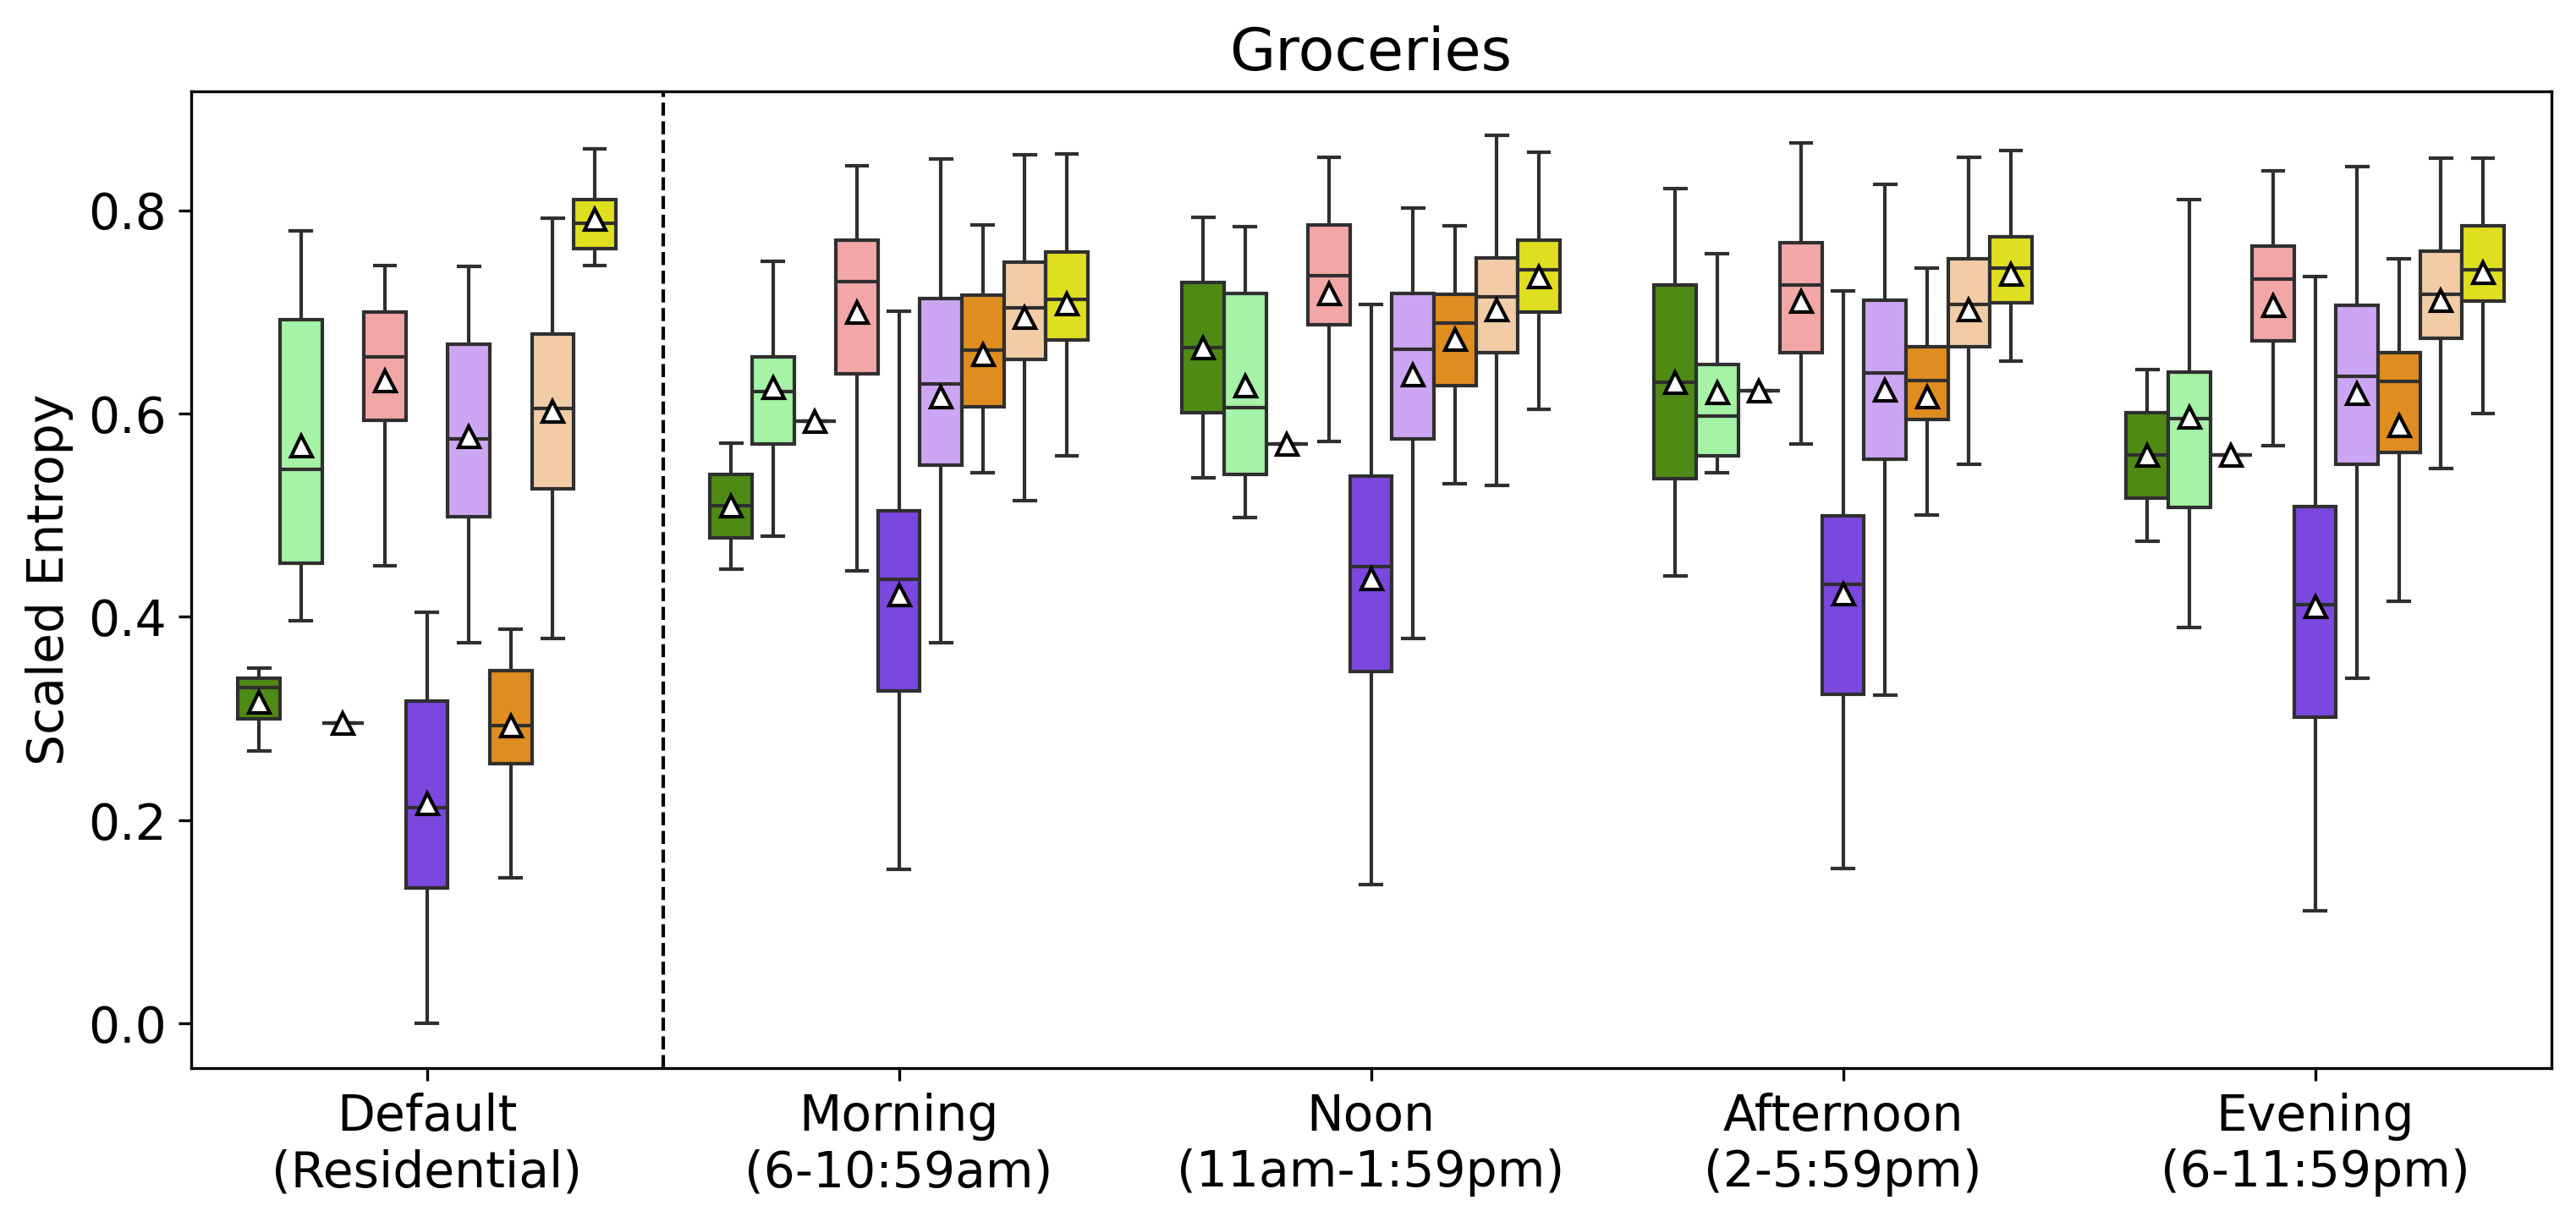 Groceries
Scaled Entropy
0.8
0.6
0.4
0.2
0.0
Default
(Residential)
Morning
(6-10:59am)
Noon
(11am-1:59pm)
Afternoon
(2-5:59pm)
Evening
(6-11:59pm)